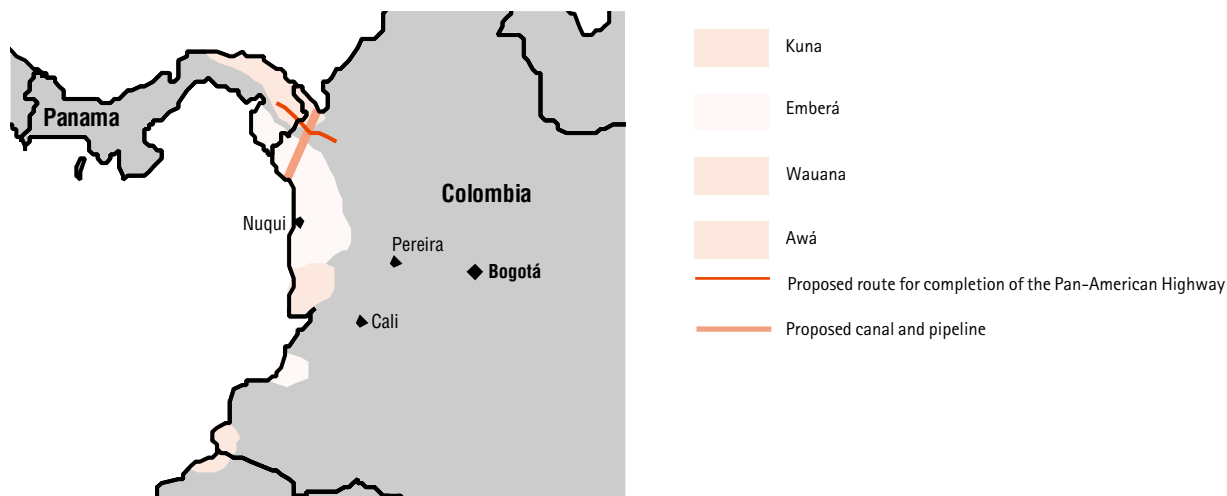 Panama
Colombia
Nuqui
Pereira
Bogotá
Cali
Kuna
Emberá
Wauana
Awá
Proposed route for completion of the Pan-American Highway
Proposed canal and pipeline